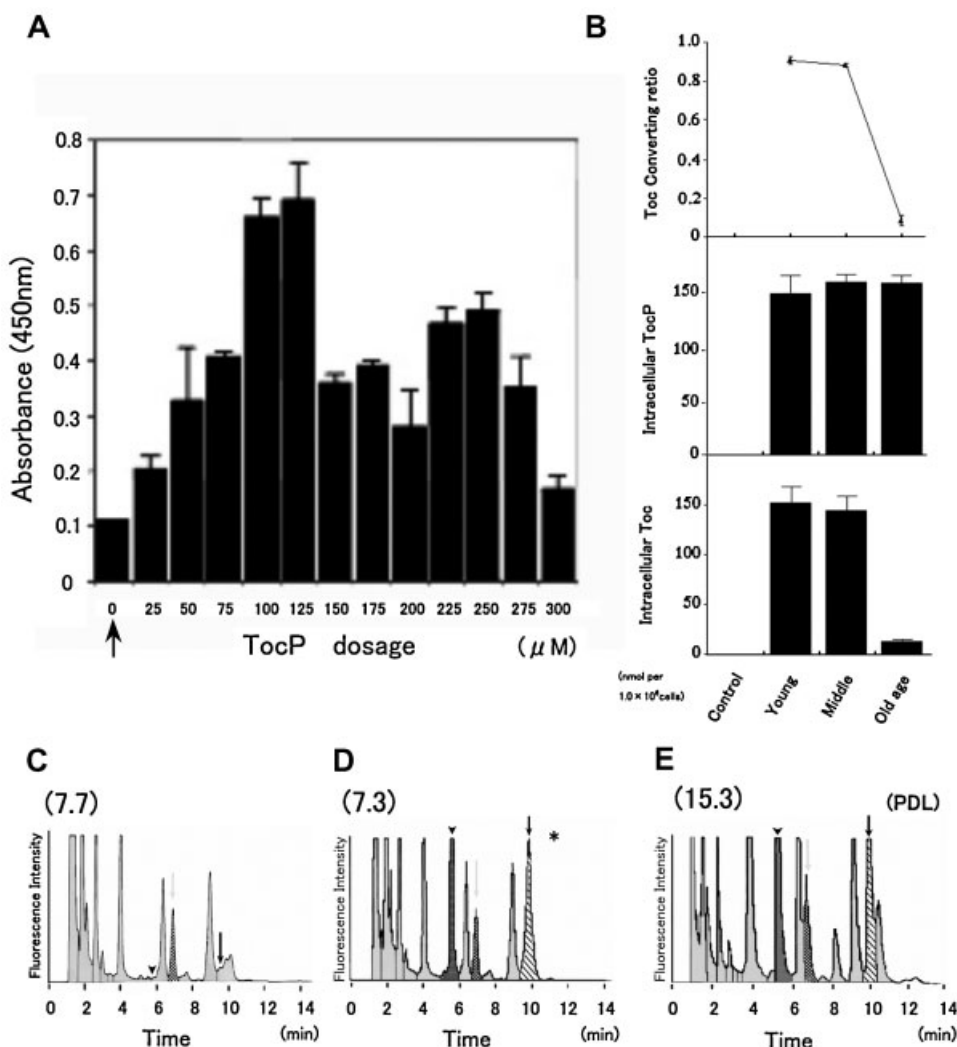 A
Absorbance (450nm)
0.8
0.7
0.6
0.5
0.4
0.3
0.2
0.1
0
0 25 50 75 100 125 150 175 200 225 250 275 300
TocP dosage (μM)
B
Toc Converting ratio
1.0
0.8
0.6
0.4
0.2
0
Intracellular TocP
150
100
50
0
Intracellular Toc
150
100
50
0
(nmol per
1.0×10⁶cells)
Control Young Middle Old age
C
(7.7)
Fluorescence Intensity
0 2 4 6 8 10 12 14
Time (min)
D
(7.3)
*
Fluorescence Intensity
0 2 4 6 8 10 12 14
Time (min)
E
(15.3) (PDL)
Fluorescence Intensity
0 2 4 6 8 10 12 14
Time (min)